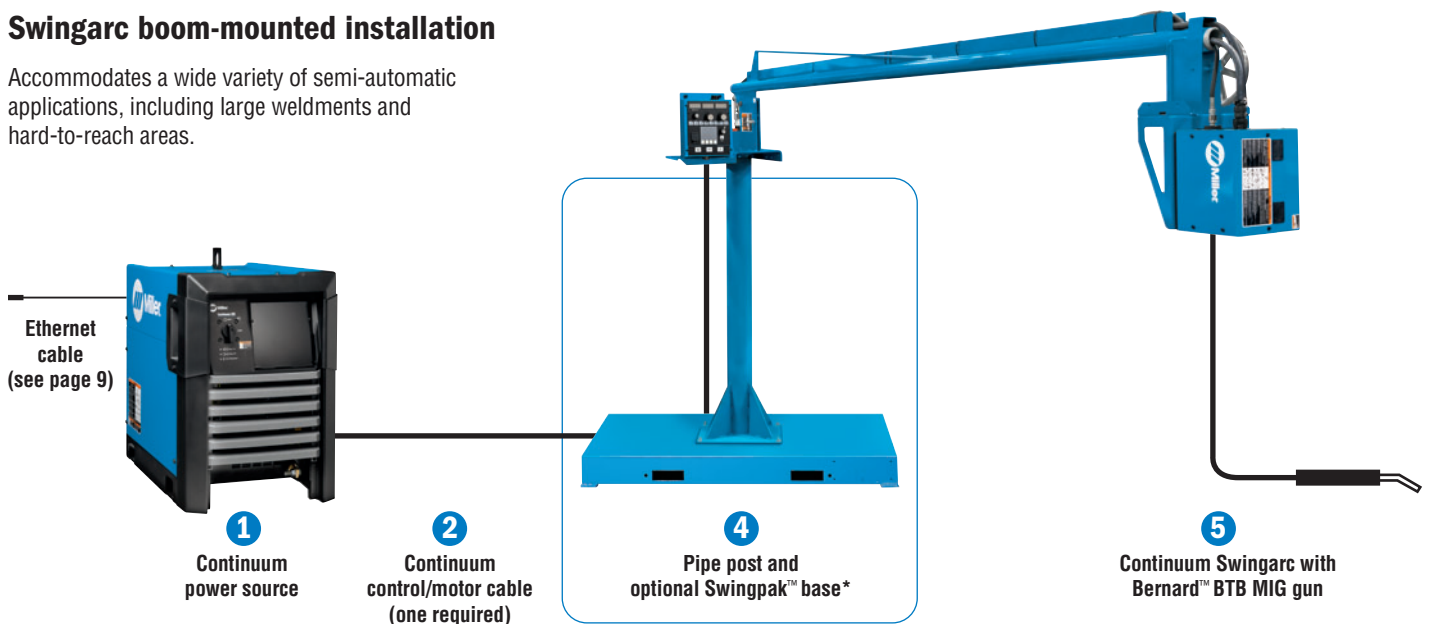 Swingarc boom-mounted installation
Accommodates a wide variety of semi-automatic
applications, including large weldments and
hard-to-reach areas.
Miller
Miller
Ethernet
cable
(see page 9)
1
Continuum
power source
2
Continuum
control/motor cable
(one required)
4
Pipe post and
optional Swingpak™ base*
5
Continuum Swingarc with
Bernard™ BTB MIG gun